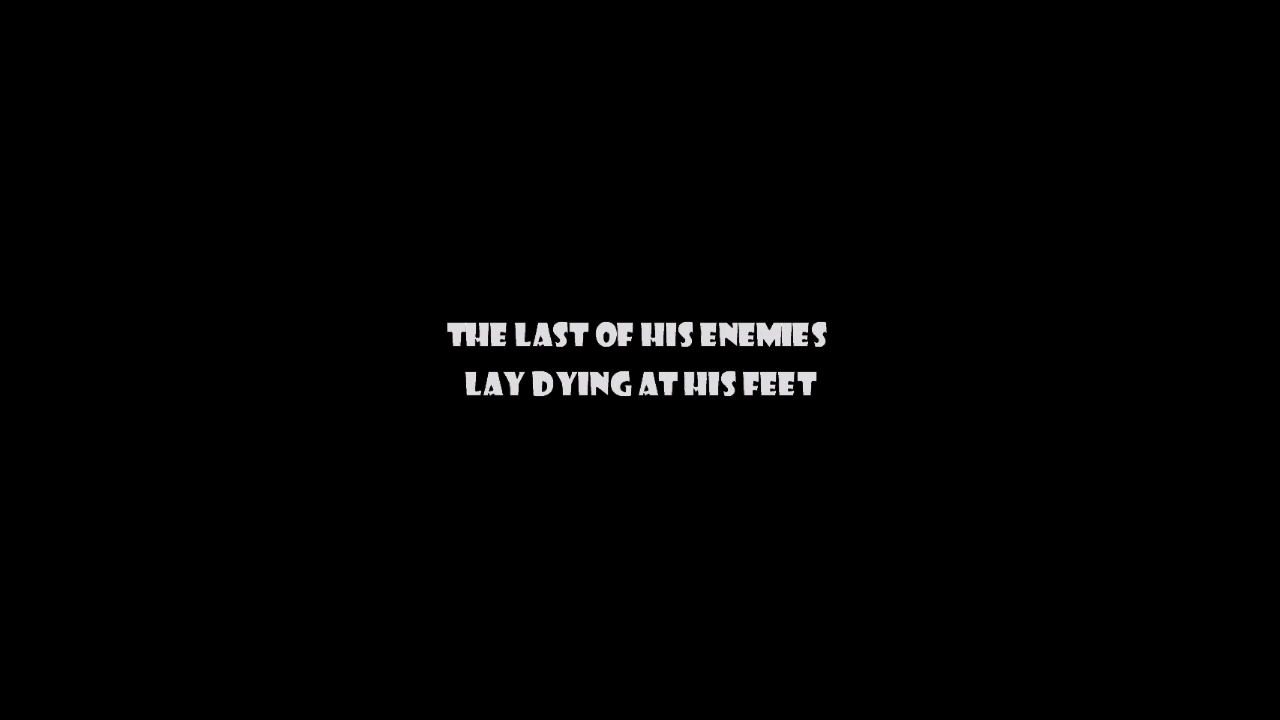 THE LAST OF HIS ENEMIES
LAY DYING AT HIS FEET